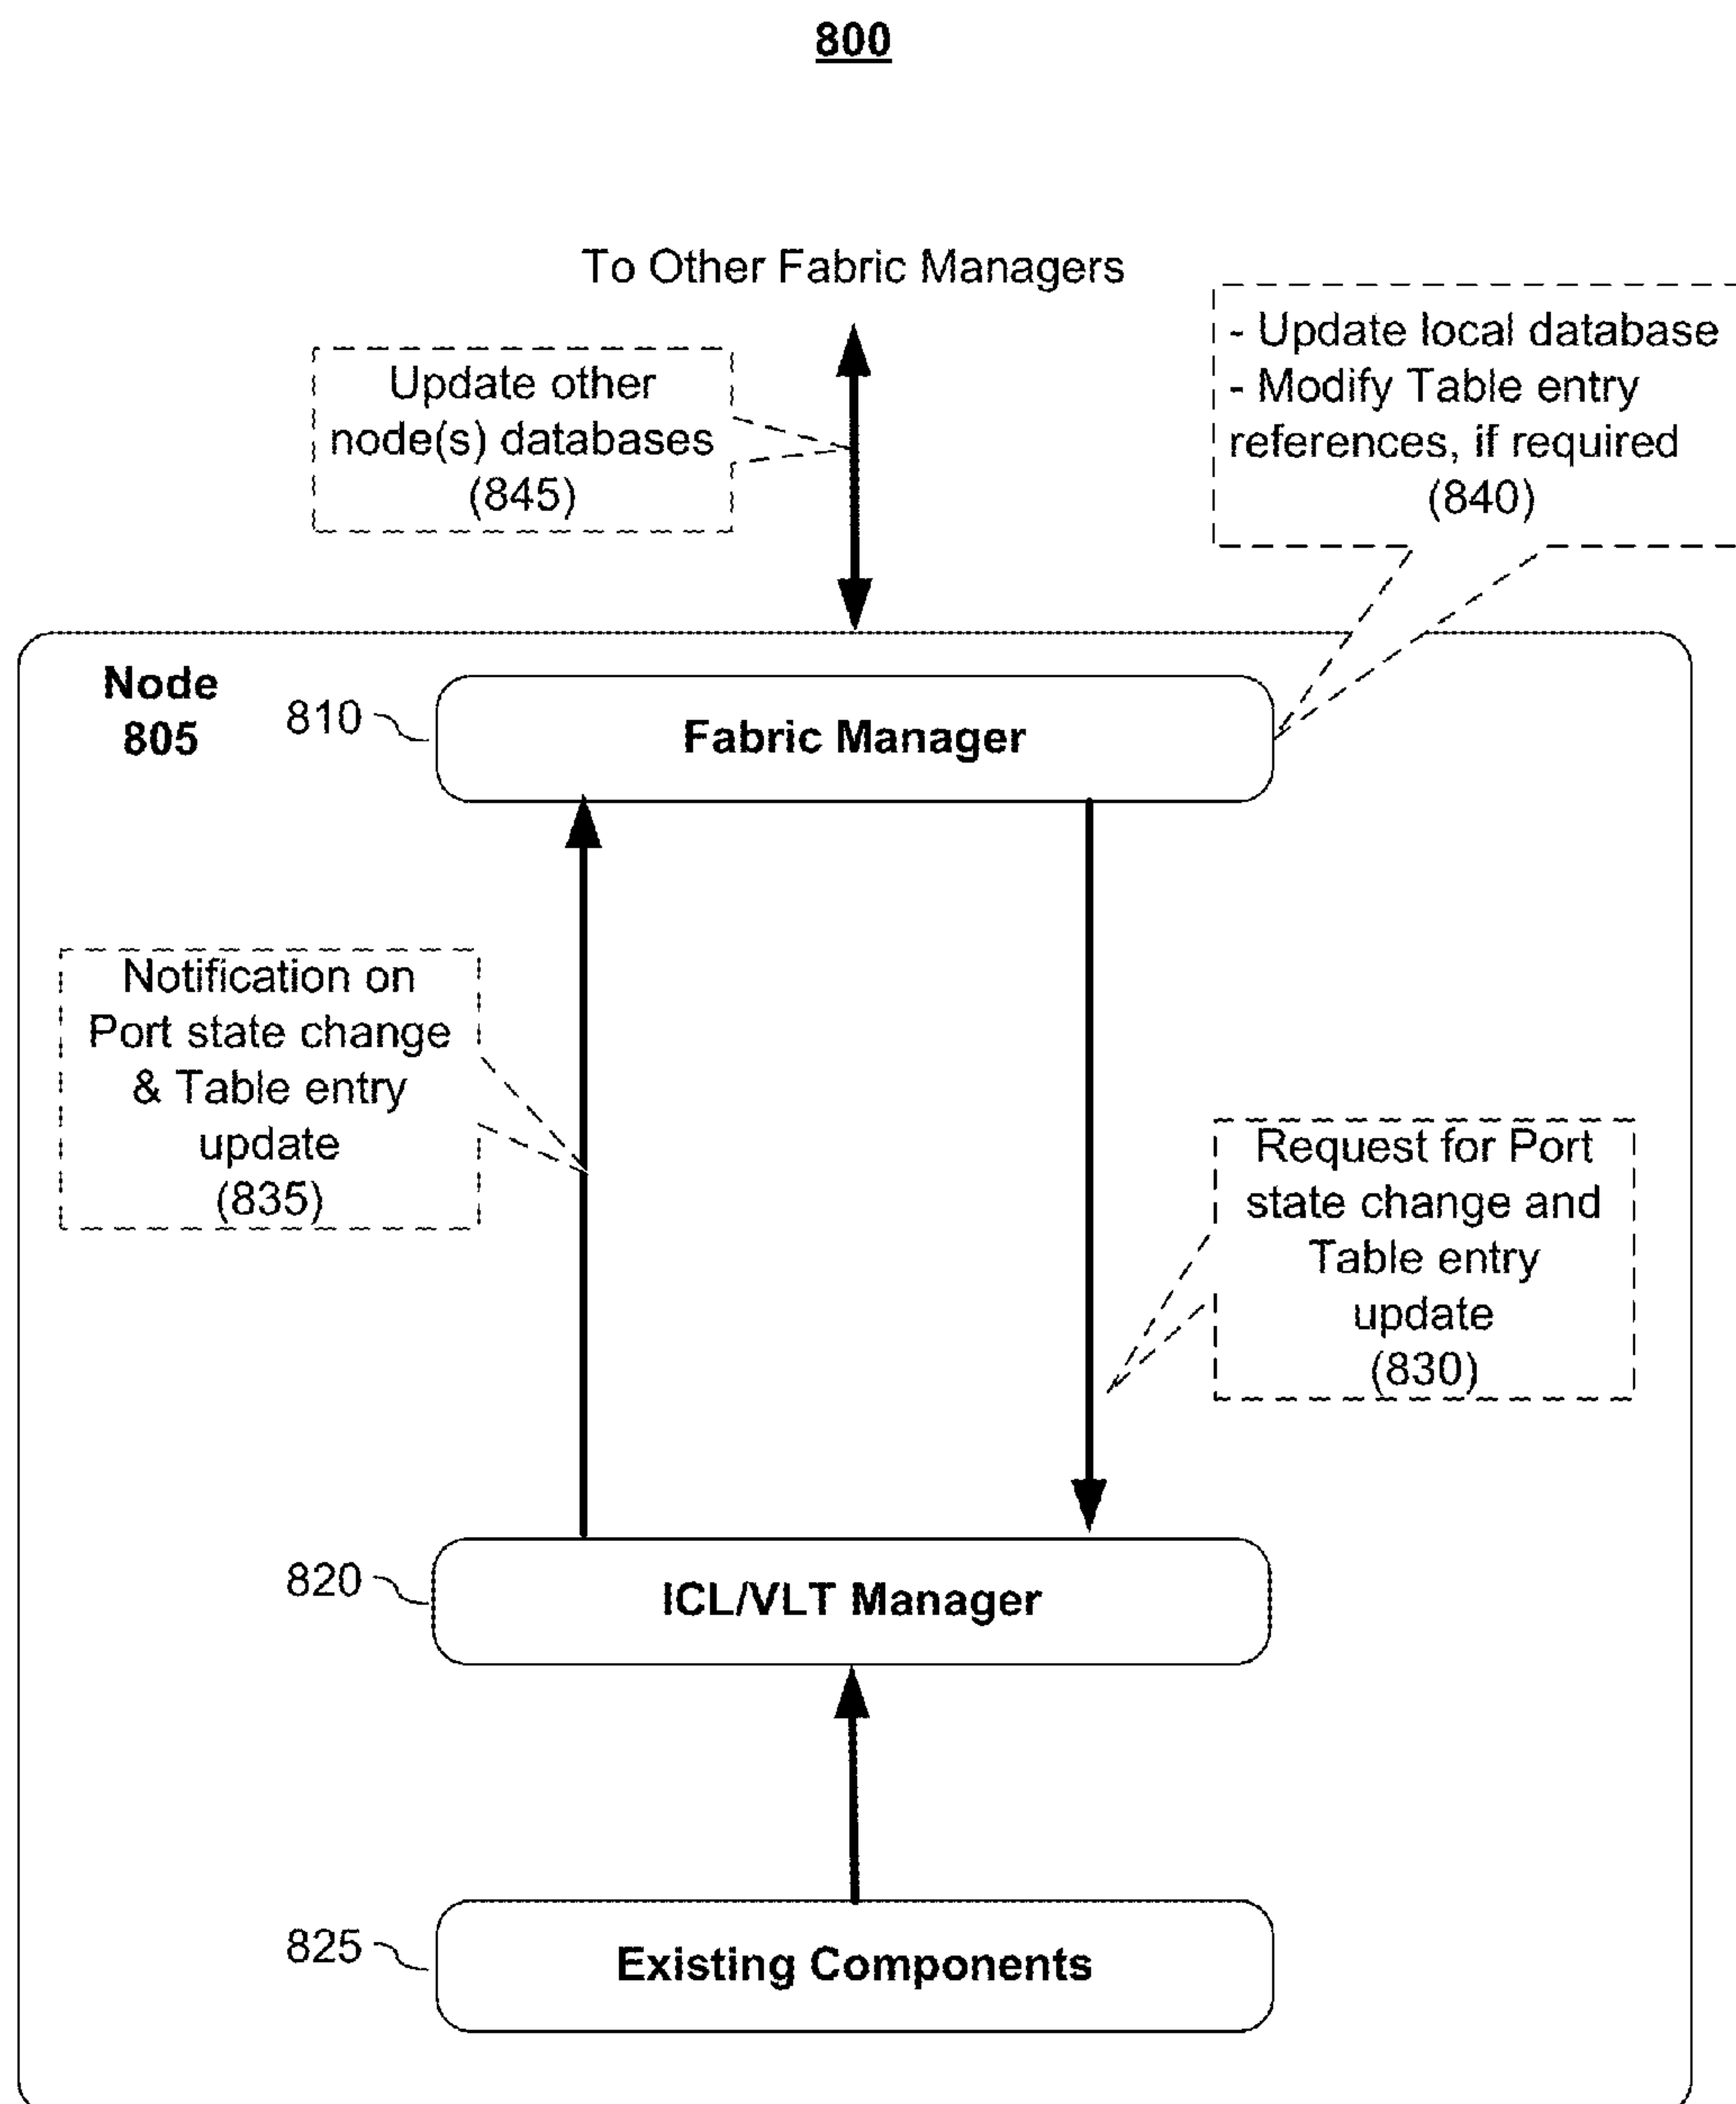 800
To Other Fabric Managers
- Update local database
- Modify Table entry
references, if required
(840)
Update other
node(s) databases
(845)
Node
805
810
Fabric Manager
Notification on
Port state change
& Table entry
update
(835)
Request for Port
state change and
Table entry
update
(830)
820
ICL/VLT Manager
825
Existing Components